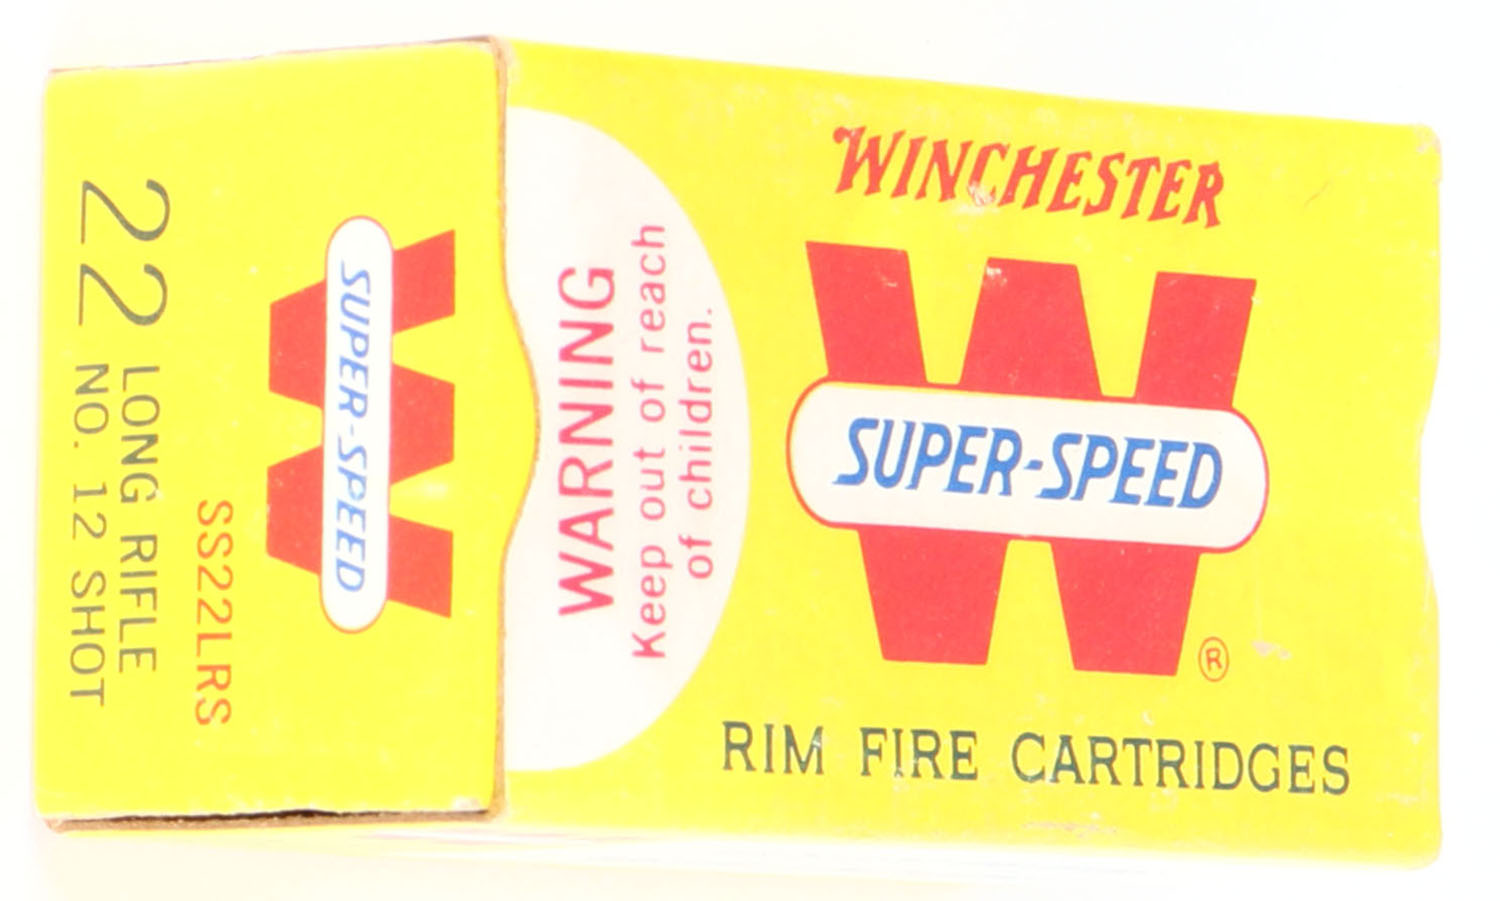 WINCHESTER
W
SUPER-SPEED
®
RIM FIRE CARTRIDGES
WARNING
Keep out of reach
of children.
W
SUPER-SPEED
SS22LRS
22 LONG RIFLE
NO. 12 SHOT